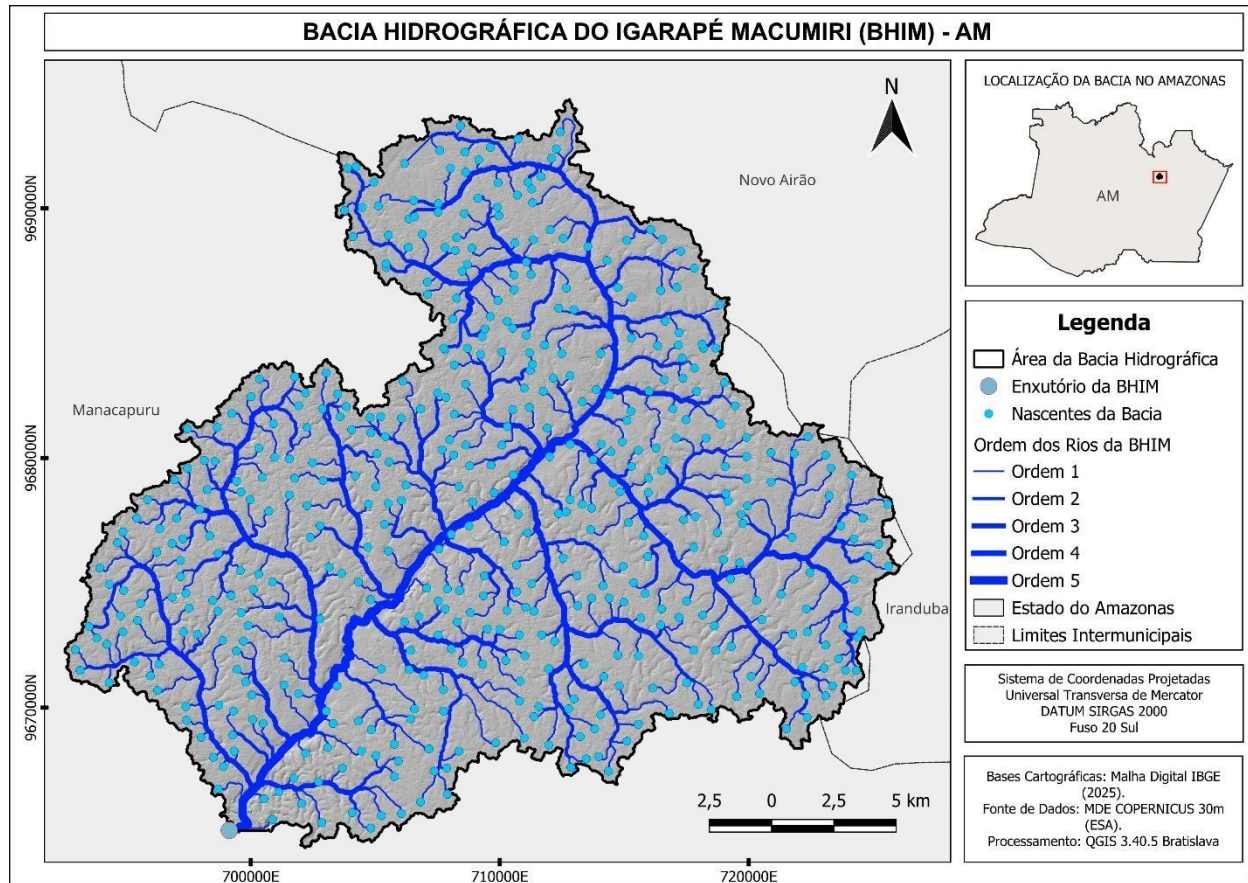 BACIA HIDROGRÁFICA DO IGARAPÉ MACUMIRI (BHIM) - AM
N
Novo Airão
Manacapuru
Iranduba
9690000N
9680000N
9670000N
700000E
710000E
720000E
2,5 0 2,5 5 km
LOCALIZAÇÃO DA BACIA NO AMAZONAS
AM
Legenda
Área da Bacia Hidrográfica
Enxutório da BHIM
Nascentes da Bacia
Ordem dos Rios da BHIM
Ordem 1
Ordem 2
Ordem 3
Ordem 4
Ordem 5
Estado do Amazonas
Limites Intermunicipais
Sistema de Coordenadas Projetadas
Universal Transversa de Mercator
DATUM SIRGAS 2000
Fuso 20 Sul
Bases Cartográficas: Malha Digital IBGE
(2025).
Fonte de Dados: MDE COPERNICUS 30m
(ESA).
Processamento: QGIS 3.40.5 Bratislava